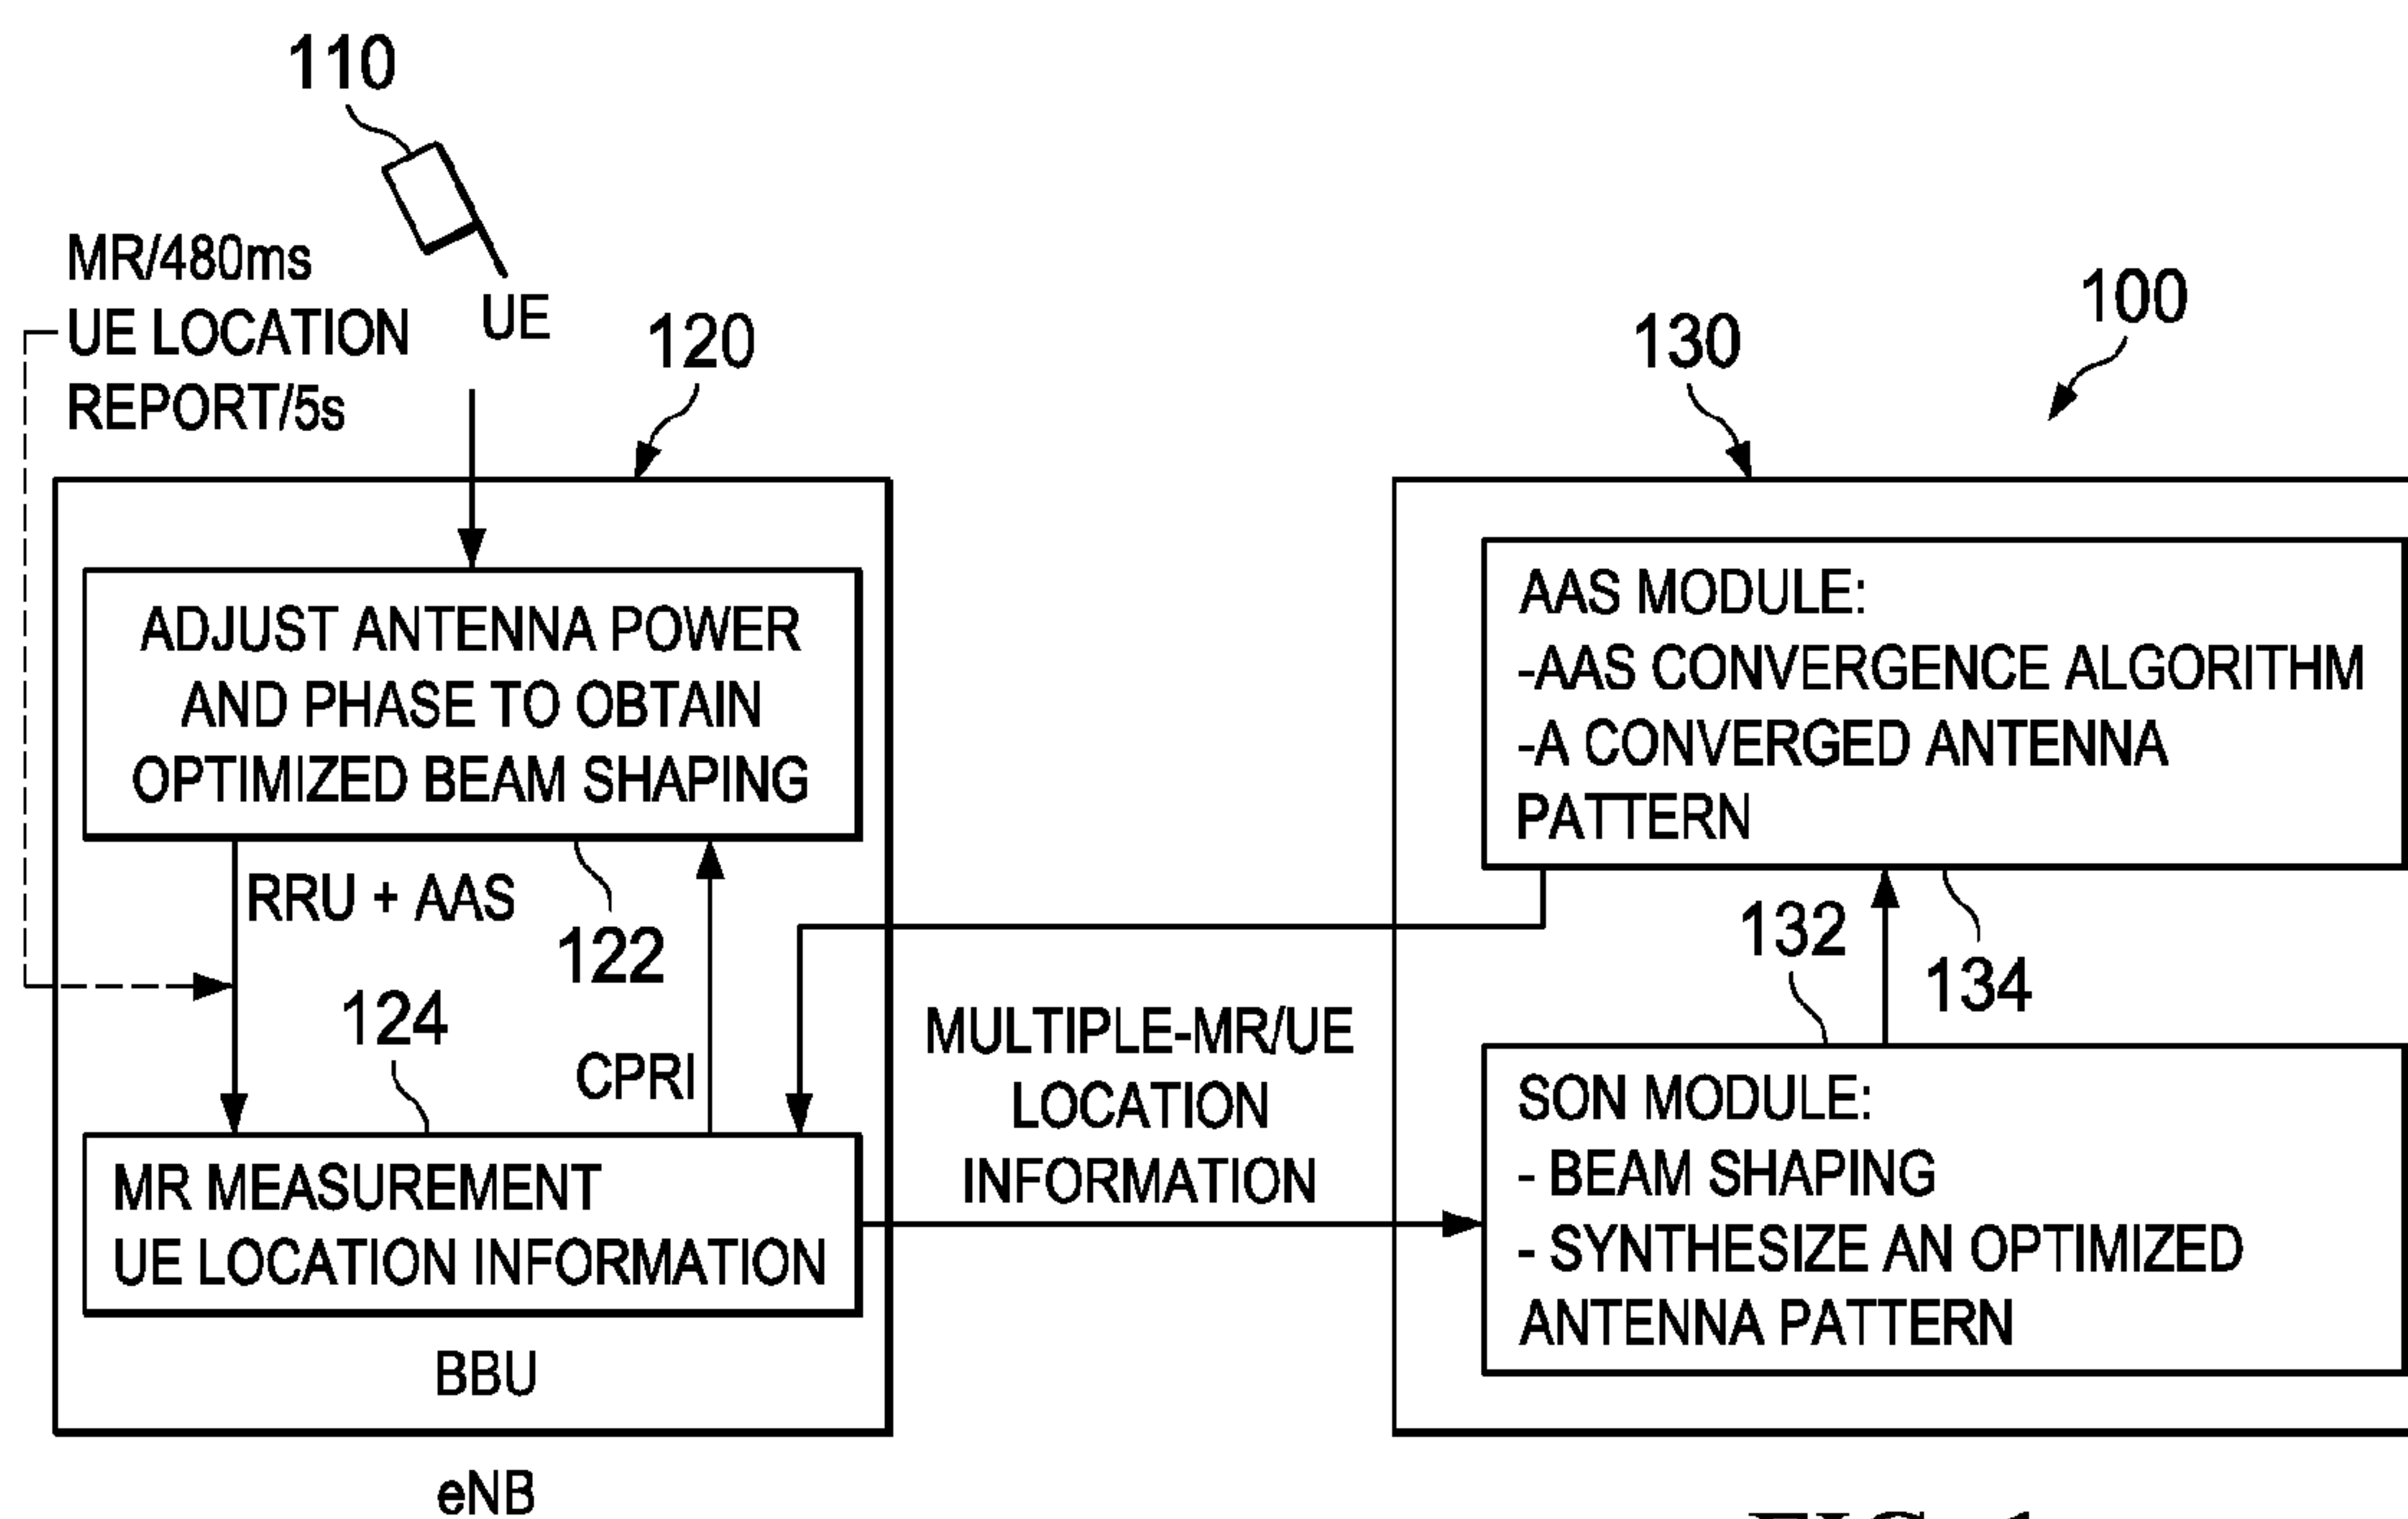 110
MR/480ms
UE LOCATION
REPORT/5s
UE
120
130
100
ADJUST ANTENNA POWER
AND PHASE TO OBTAIN
OPTIMIZED BEAM SHAPING
RRU + AAS
122
124
CPRI
MR MEASUREMENT
UE LOCATION INFORMATION
BBU
eNB
MULTIPLE-MR/UE
LOCATION
INFORMATION
AAS MODULE:
-AAS CONVERGENCE ALGORITHM
-A CONVERGED ANTENNA
PATTERN
132
134
SON MODULE:
- BEAM SHAPING
- SYNTHESIZE AN OPTIMIZED
ANTENNA PATTERN